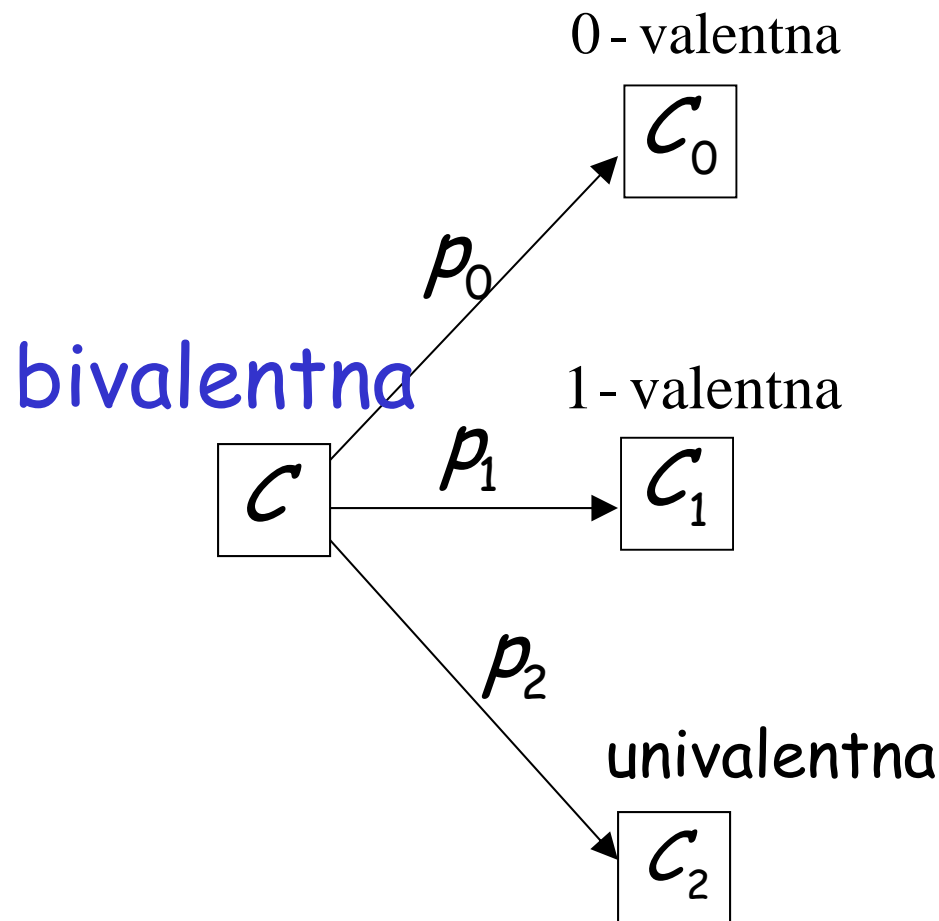 0 - valentna
C₀
p₀
bivalentna
1 - valentna
p₁
C
C₁
p₂
univalentna
C₂